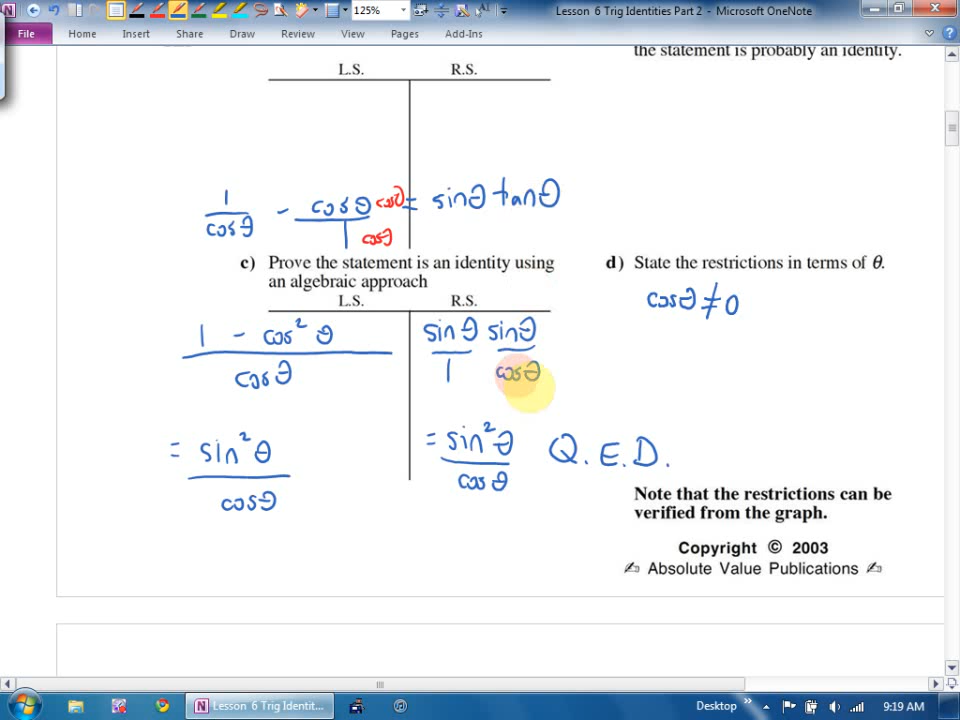 Lesson 6 Trig Identities Part 2 - Microsoft OneNote
125%
File Home Insert Share Draw Review View Pages Add-Ins
the statement is probably an identity.
L.S. R.S.
1/cosθ - cosθ cosθ/1 cosθ = sinθ tanθ
c) Prove the statement is an identity using
an algebraic approach
L.S. R.S.
d) State the restrictions in terms of θ.
cosθ ≠ 0
1 - cos²θ
cosθ
sinθ sinθ
1 cosθ
= sin²θ
cosθ
= sin²θ
cosθ
Q.E.D.
Note that the restrictions can be
verified from the graph.
Copyright © 2003
Absolute Value Publications
Lesson 6 Trig Identit...
Desktop
9:19 AM